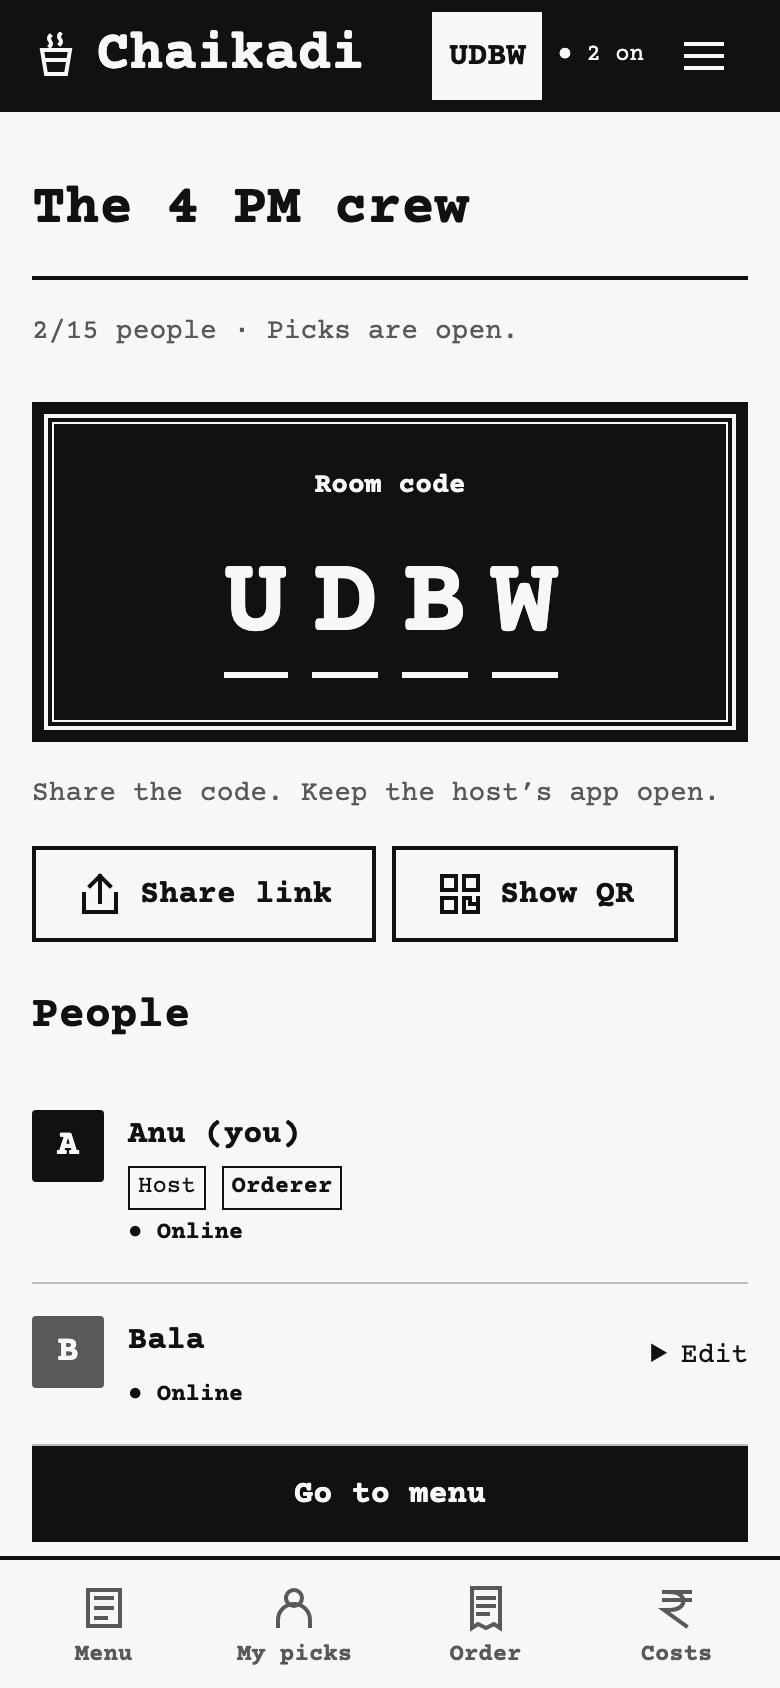 Chaikadi UDBW ● 2 on
The 4 PM crew
2/15 people · Picks are open.
Room code
UDBW
Share the code. Keep the host’s app open.
Share link Show QR
People
A Anu (you)
Host Orderer
● Online
B Bala ▶ Edit
● Online
Go to menu
Menu My picks Order Costs